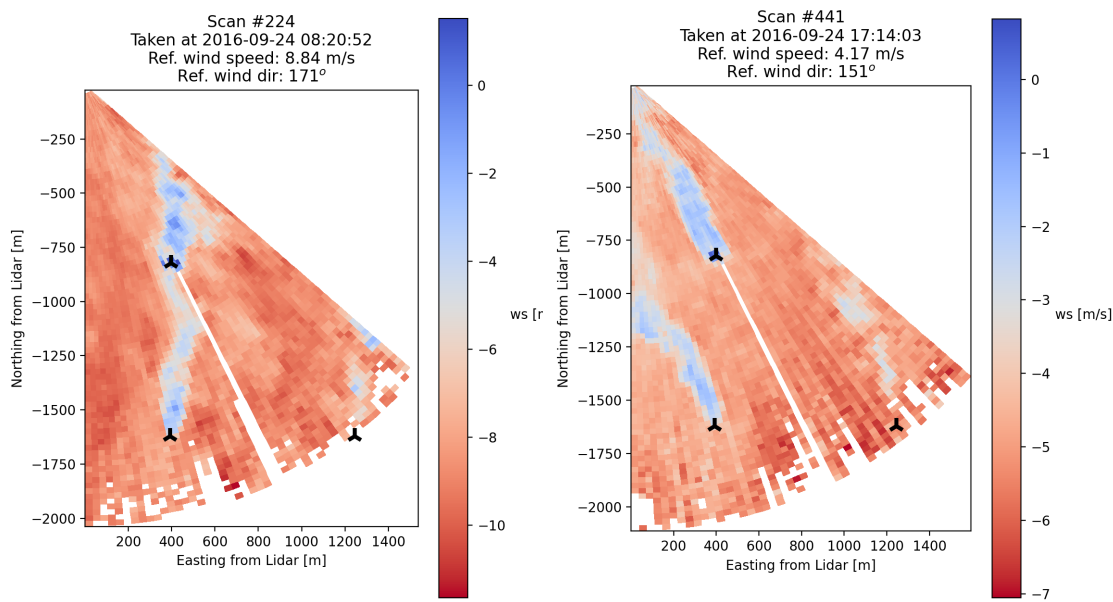 Scan #224
Taken at 2016-09-24 08:20:52
Ref. wind speed: 8.84 m/s
Ref. wind dir: 171°
−250
−500
−750
−1000
−1250
−1500
−1750
−2000
Northing from Lidar [m]
200 400 600 800 1000 1200 1400
Easting from Lidar [m]
0
−2
−4
−6
−8
−10
ws [r
Scan #441
Taken at 2016-09-24 17:14:03
Ref. wind speed: 4.17 m/s
Ref. wind dir: 151°
−250
−500
−750
−1000
−1250
−1500
−1750
−2000
Northing from Lidar [m]
200 400 600 800 1000 1200 1400
Easting from Lidar [m]
0
−1
−2
−3
−4
−5
−6
−7
ws [m/s]